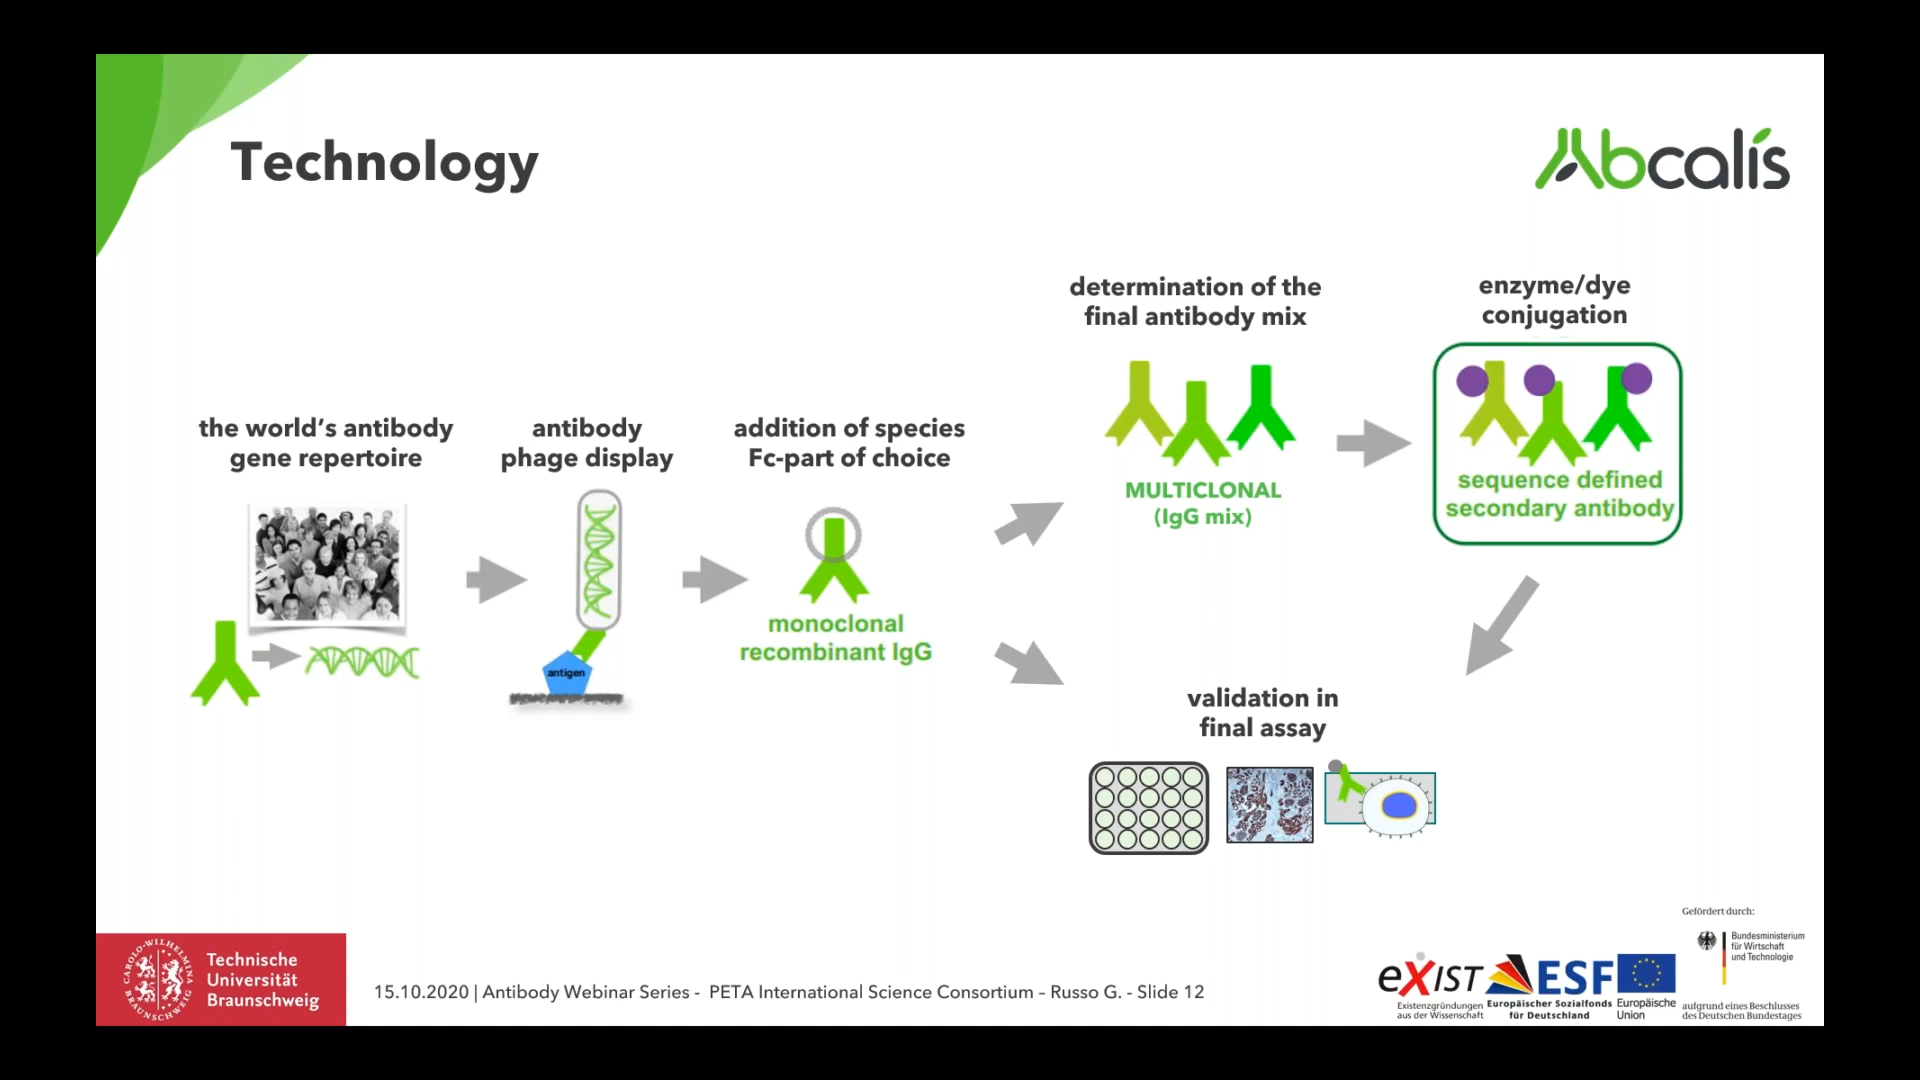 Technology
Abcalis
the world's antibody
gene repertoire
antibody
phage display
antigen
addition of species
Fc-part of choice
monoclonal
recombinant IgG
determination of the
final antibody mix
MULTICLONAL
(IgG mix)
enzyme/dye
conjugation
sequence defined
secondary antibody
validation in
final assay
CAROLO-WILHELMINA
BRAUNSCHWEIG
Technische
Universität
Braunschweig
15.10.2020 | Antibody Webinar Series - PETA International Science Consortium – Russo G. - Slide 12
eXIST
Existenzgründungen
aus der Wissenschaft
ESF
Europäischer Sozialfonds
für Deutschland
Europäische
Union
Gefördert durch:
Bundesministerium
für Wirtschaft
und Technologie
aufgrund eines Beschlusses
des Deutschen Bundestages